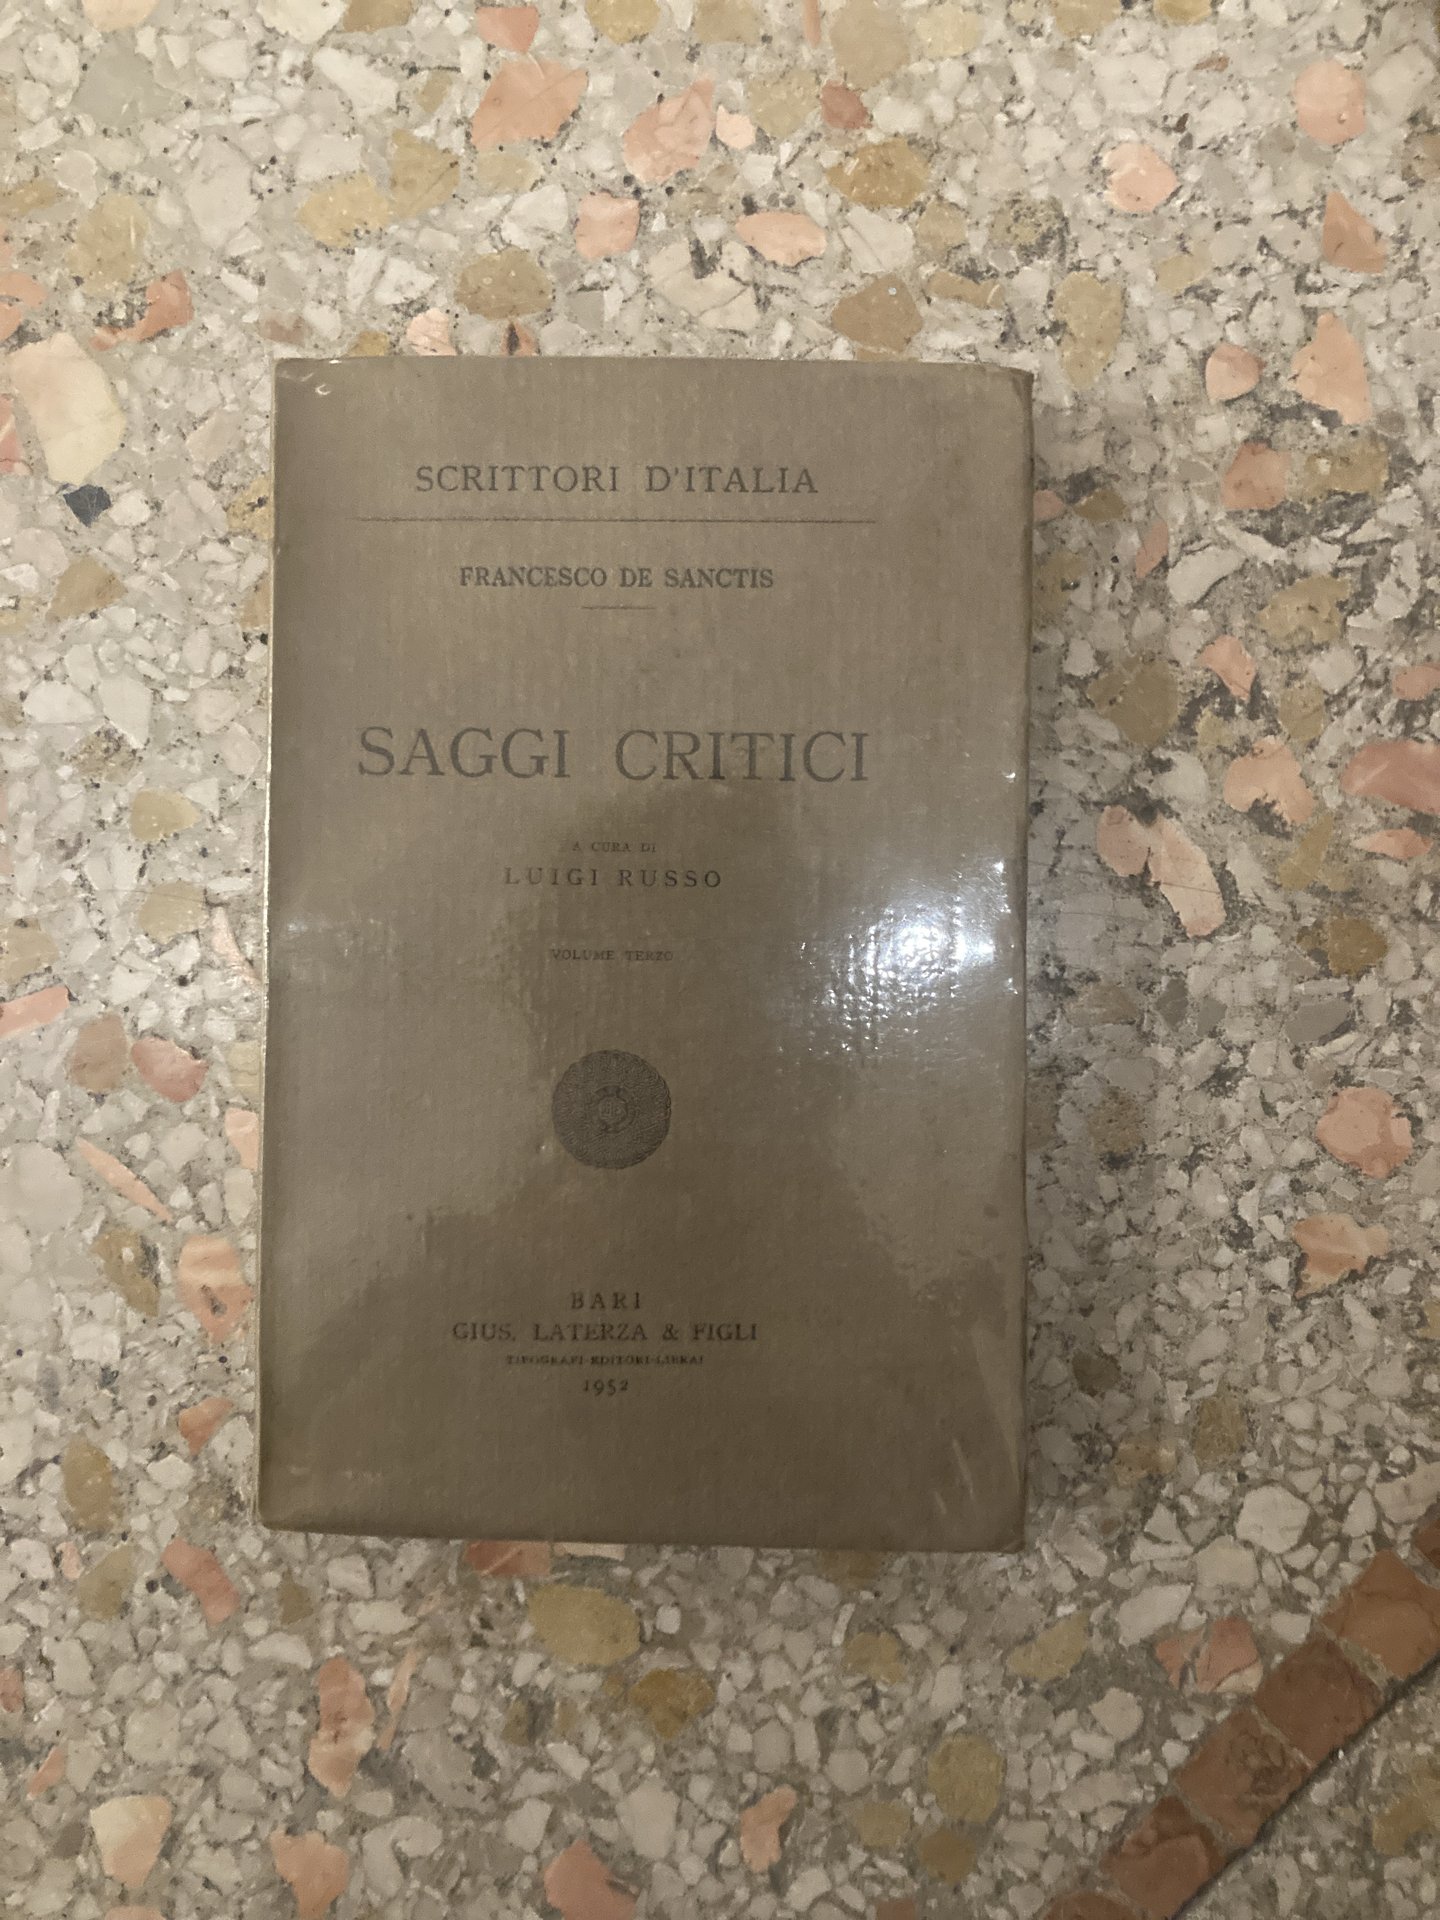 SCRITTORI D'ITALIA
FRANCESCO DE SANCTIS
SAGGI CRITICI
A CURA DI
LUIGI RUSSO
VOLUME TERZO
BARI
GIUS. LATERZA & FIGLI
TIPOGRAFI-EDITORI-LIBRAI
1952